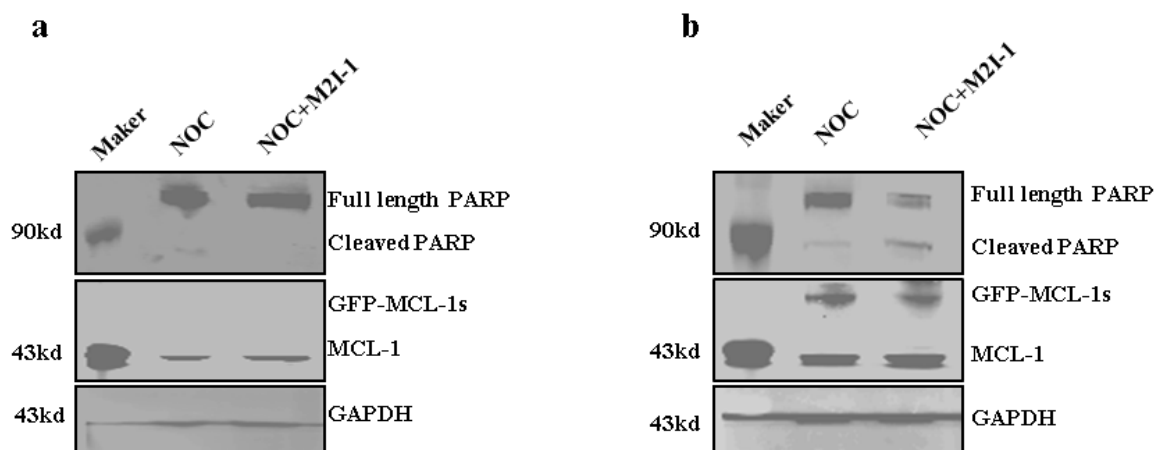 a
Maker
NOC
NOC+M2I-1
90kd
Full length PARP
Cleaved PARP
GFP-MCL-1s
43kd
MCL-1
43kd
GAPDH
b
Maker
NOC
NOC+M2I-1
90kd
Full length PARP
Cleaved PARP
GFP-MCL-1s
43kd
MCL-1
43kd
GAPDH